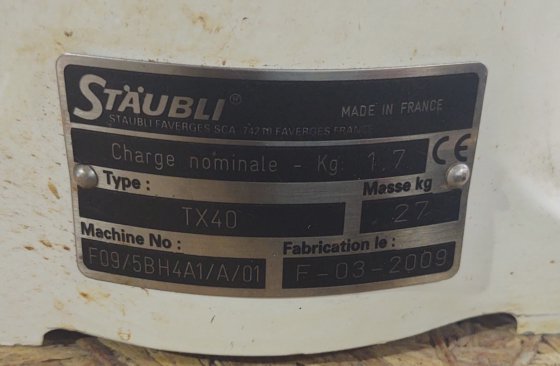 STÄUBLI®
MADE IN FRANCE
STAUBLI FAVERGES SCA 74210 FAVERGES FRANCE
Charge nominale - Kg: 1.7
CE
Type :
Masse kg
TX40
27
Machine No :
Fabrication le :
F09/5BH4A1/A/01
F-03-2009